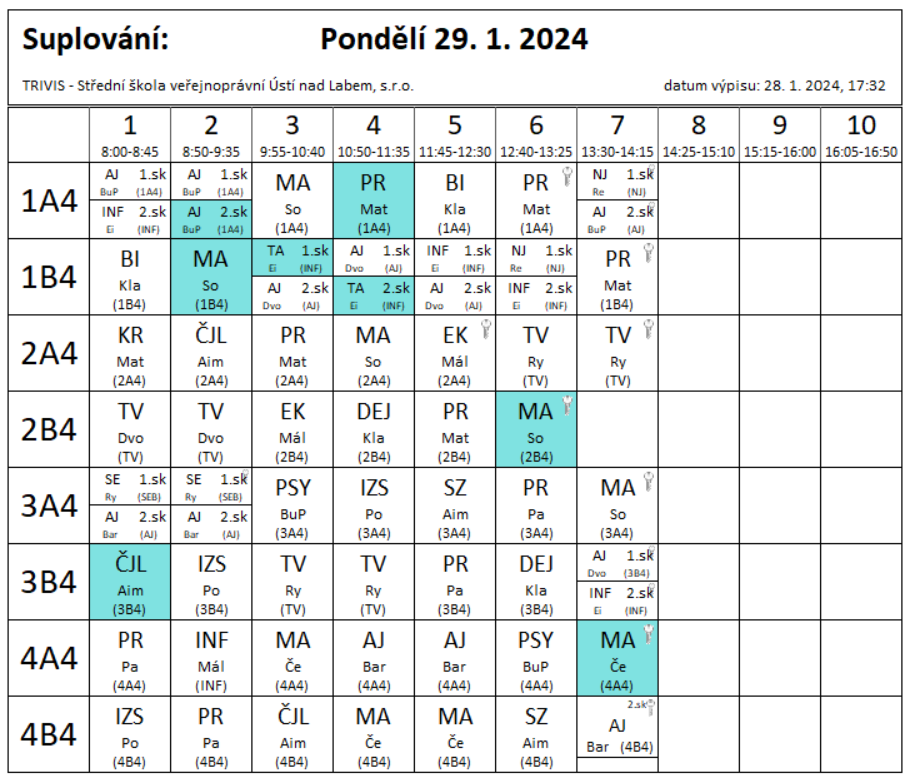 Suplování: Pondělí 29. 1. 2024
TRIVIS - Střední škola veřejnoprávní Ústí nad Labem, s.r.o. datum výpisu: 28. 1. 2024, 17:32
1 2 3 4 5 6 7 8 9 10
8:00-8:45 8:50-9:35 9:55-10:40 10:50-11:35 11:45-12:30 12:40-13:25 13:30-14:15 14:25-15:10 15:15-16:00 16:05-16:50
1A4
AJ 1.sk
BuP (1A4)
INF 2.sk
Ei (INF)
AJ 1.sk
BuP (1A4)
AJ 2.sk
BuP (1A4)
MA
So
(1A4)
PR
Mat
(1A4)
BI
Kla
(1A4)
PR
Mat
(1A4)
NJ 1.sk
Re (NJ)
AJ 2.sk
BuP (AJ)
1B4
BI
Kla
(1B4)
MA
So
(1B4)
TA 1.sk
Ei (INF)
AJ 2.sk
Dvo (AJ)
AJ 1.sk
Dvo (AJ)
TA 2.sk
Ei (INF)
INF 1.sk
Ei (INF)
AJ 2.sk
Dvo (AJ)
NJ 1.sk
Re (NJ)
INF 2.sk
Ei (INF)
PR
Mat
(1B4)
2A4
KR
Mat
(2A4)
ČJL
Aim
(2A4)
PR
Mat
(2A4)
MA
So
(2A4)
EK
Mál
(2A4)
TV
Ry
(TV)
TV
Ry
(TV)
2B4
TV
Dvo
(TV)
TV
Dvo
(TV)
EK
Mál
(2B4)
DEJ
Kla
(2B4)
PR
Mat
(2B4)
MA
So
(2B4)
3A4
SE 1.sk
Ry (SEB)
AJ 2.sk
Bar (AJ)
SE 1.sk
Ry (SEB)
AJ 2.sk
Bar (AJ)
PSY
BuP
(3A4)
IZS
Po
(3A4)
SZ
Aim
(3A4)
PR
Pa
(3A4)
MA
So
(3A4)
3B4
ČJL
Aim
(3B4)
IZS
Po
(3B4)
TV
Ry
(TV)
TV
Ry
(TV)
PR
Pa
(3B4)
DEJ
Kla
(3B4)
AJ 1.sk
Dvo (3B4)
INF 2.sk
Ei (INF)
4A4
PR
Pa
(4A4)
INF
Mál
(INF)
MA
Če
(4A4)
AJ
Bar
(4A4)
AJ
Bar
(4A4)
PSY
BuP
(4A4)
MA
Če
(4A4)
4B4
IZS
Po
(4B4)
PR
Pa
(4B4)
ČJL
Aim
(4B4)
MA
Če
(4B4)
MA
Če
(4B4)
SZ
Aim
(4B4)
2.sk
AJ
Bar (4B4)